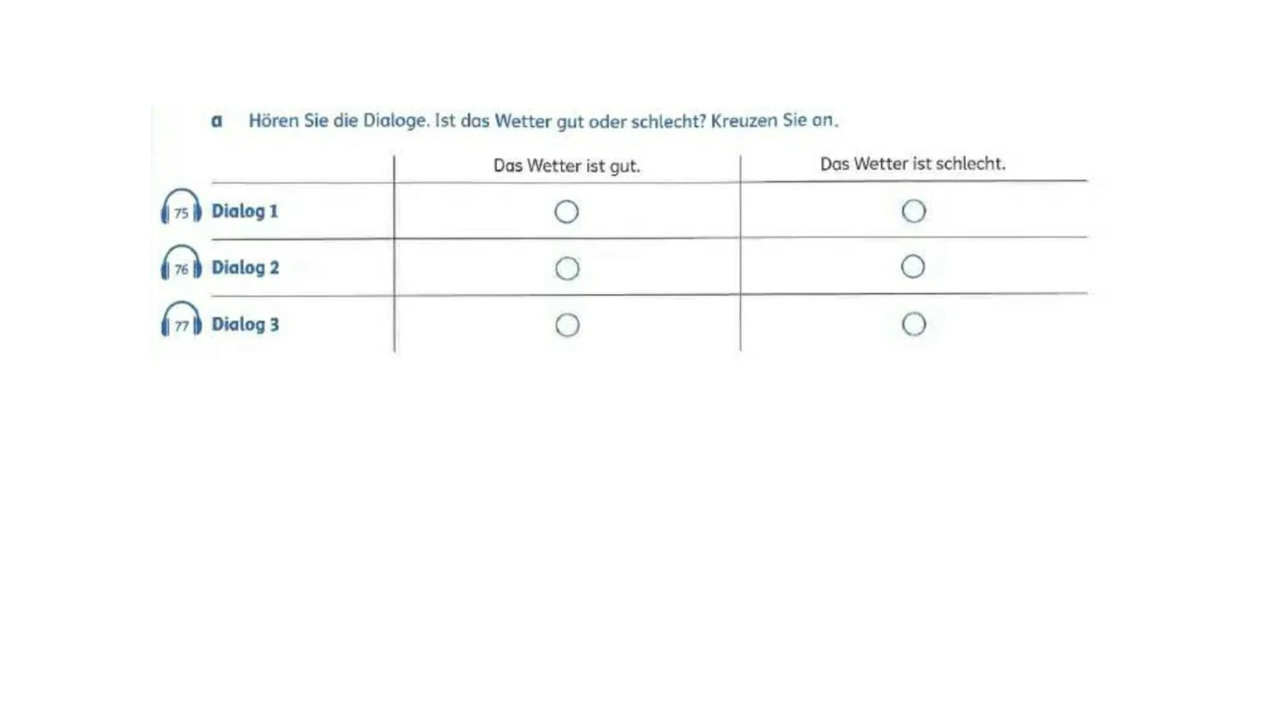 a Hören Sie die Dialoge. Ist das Wetter gut oder schlecht? Kreuzen Sie an.
Das Wetter ist gut. Das Wetter ist schlecht.
75 Dialog 1
76 Dialog 2
77 Dialog 3